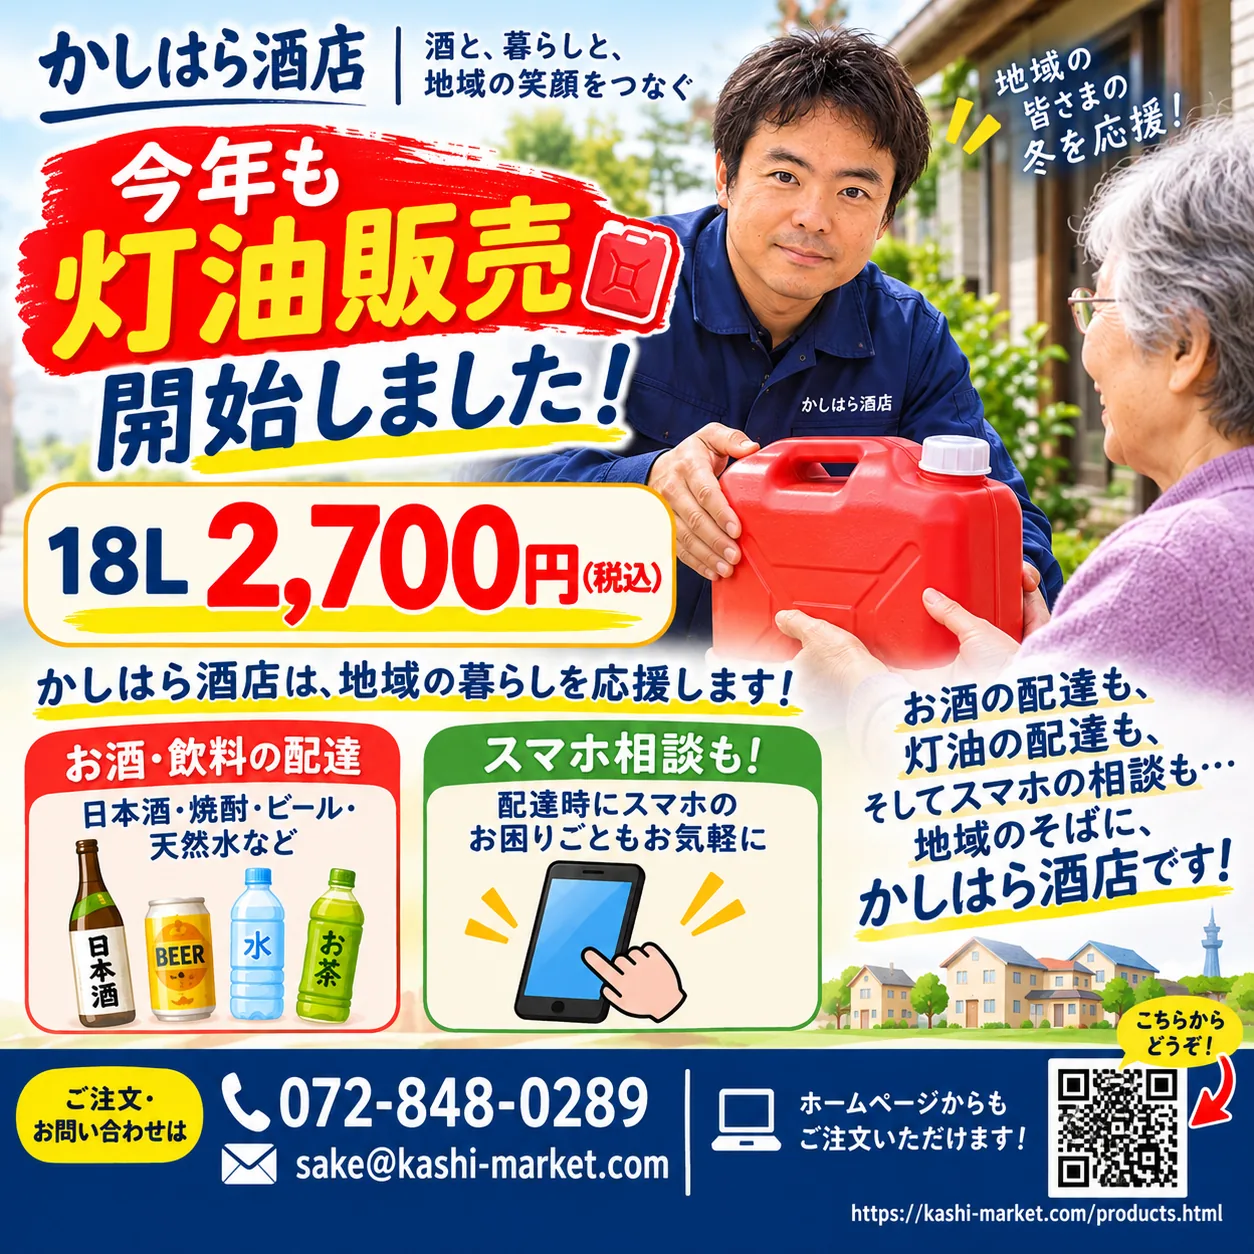 かしはら酒店
酒と、暮らしと、
地域の笑顔をつなぐ
地域の
皆さまの
冬を応援!
今年も
灯油販売
開始しました!
かしはら酒店
18L 2,700円(税込)
かしはら酒店は、地域の暮らしを応援します!
お酒・飲料の配達
日本酒・焼酎・ビール・
天然水など
日本酒
BEER
水
お茶
スマホ相談も!
配達時にスマホの
お困りごともお気軽に
お酒の配達も、
灯油の配達も、
そしてスマホの相談も…
地域のそばに、
かしはら酒店です!
こちらから
どうぞ!
ご注文・
お問い合わせは
072-848-0289
sake@kashi-market.com
ホームページからも
ご注文いただけます!
https://kashi-market.com/products.html